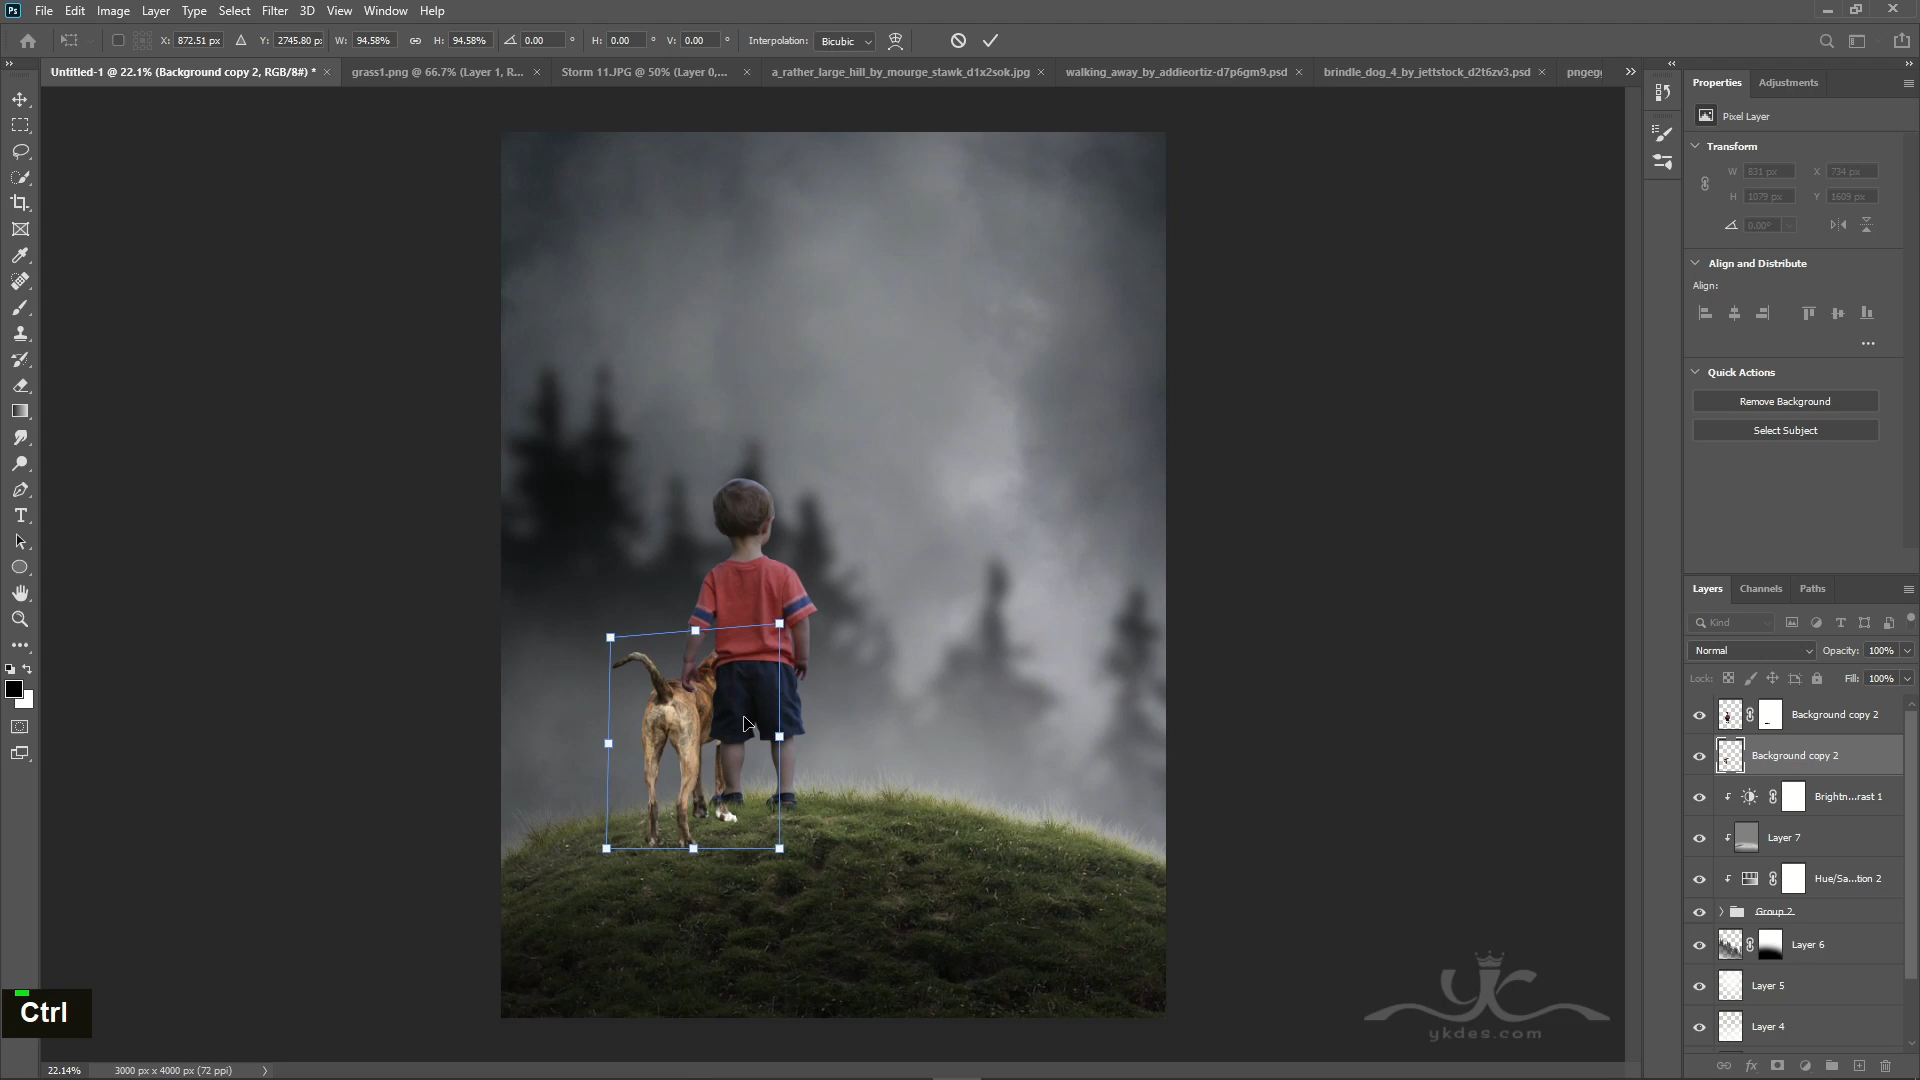 Ps File Edit Image Layer Type Select Filter 3D View Window Help
X: 872.51 px Y: 2745.80 p: W: 94.58% H: 94.58% 0.00 ° H: 0.00 ° V: 0.00 ° Interpolation: Bicubic
Untitled-1 @ 22.1% (Background copy 2, RGB/8#) * grass1.png @ 66.7% (Layer 1, R... Storm 11.JPG @ 50% (Layer 0,... a_rather_large_hill_by_mourge_stawk_d1x2sok.jpg walking_away_by_addieortiz-d7p6gm9.psd brindle_dog_4_by_jettstock_d2t6zv3.psd pngegg
Properties Adjustments
Pixel Layer
Transform
W 831 px X 734 px
H 1079 px Y 1609 px
0.00°
Align and Distribute
Align:
Quick Actions
Remove Background
Select Subject
Layers Channels Paths
Kind
Normal Opacity: 100%
Lock: Fill: 100%
Background copy 2
Background copy 2
Brightn...rast 1
Layer 7
Hue/Sa...tion 2
Group 2
Layer 6
Layer 5
Layer 4
Ctrl
ykdes.com
22.14% 3000 px x 4000 px (72 ppi)